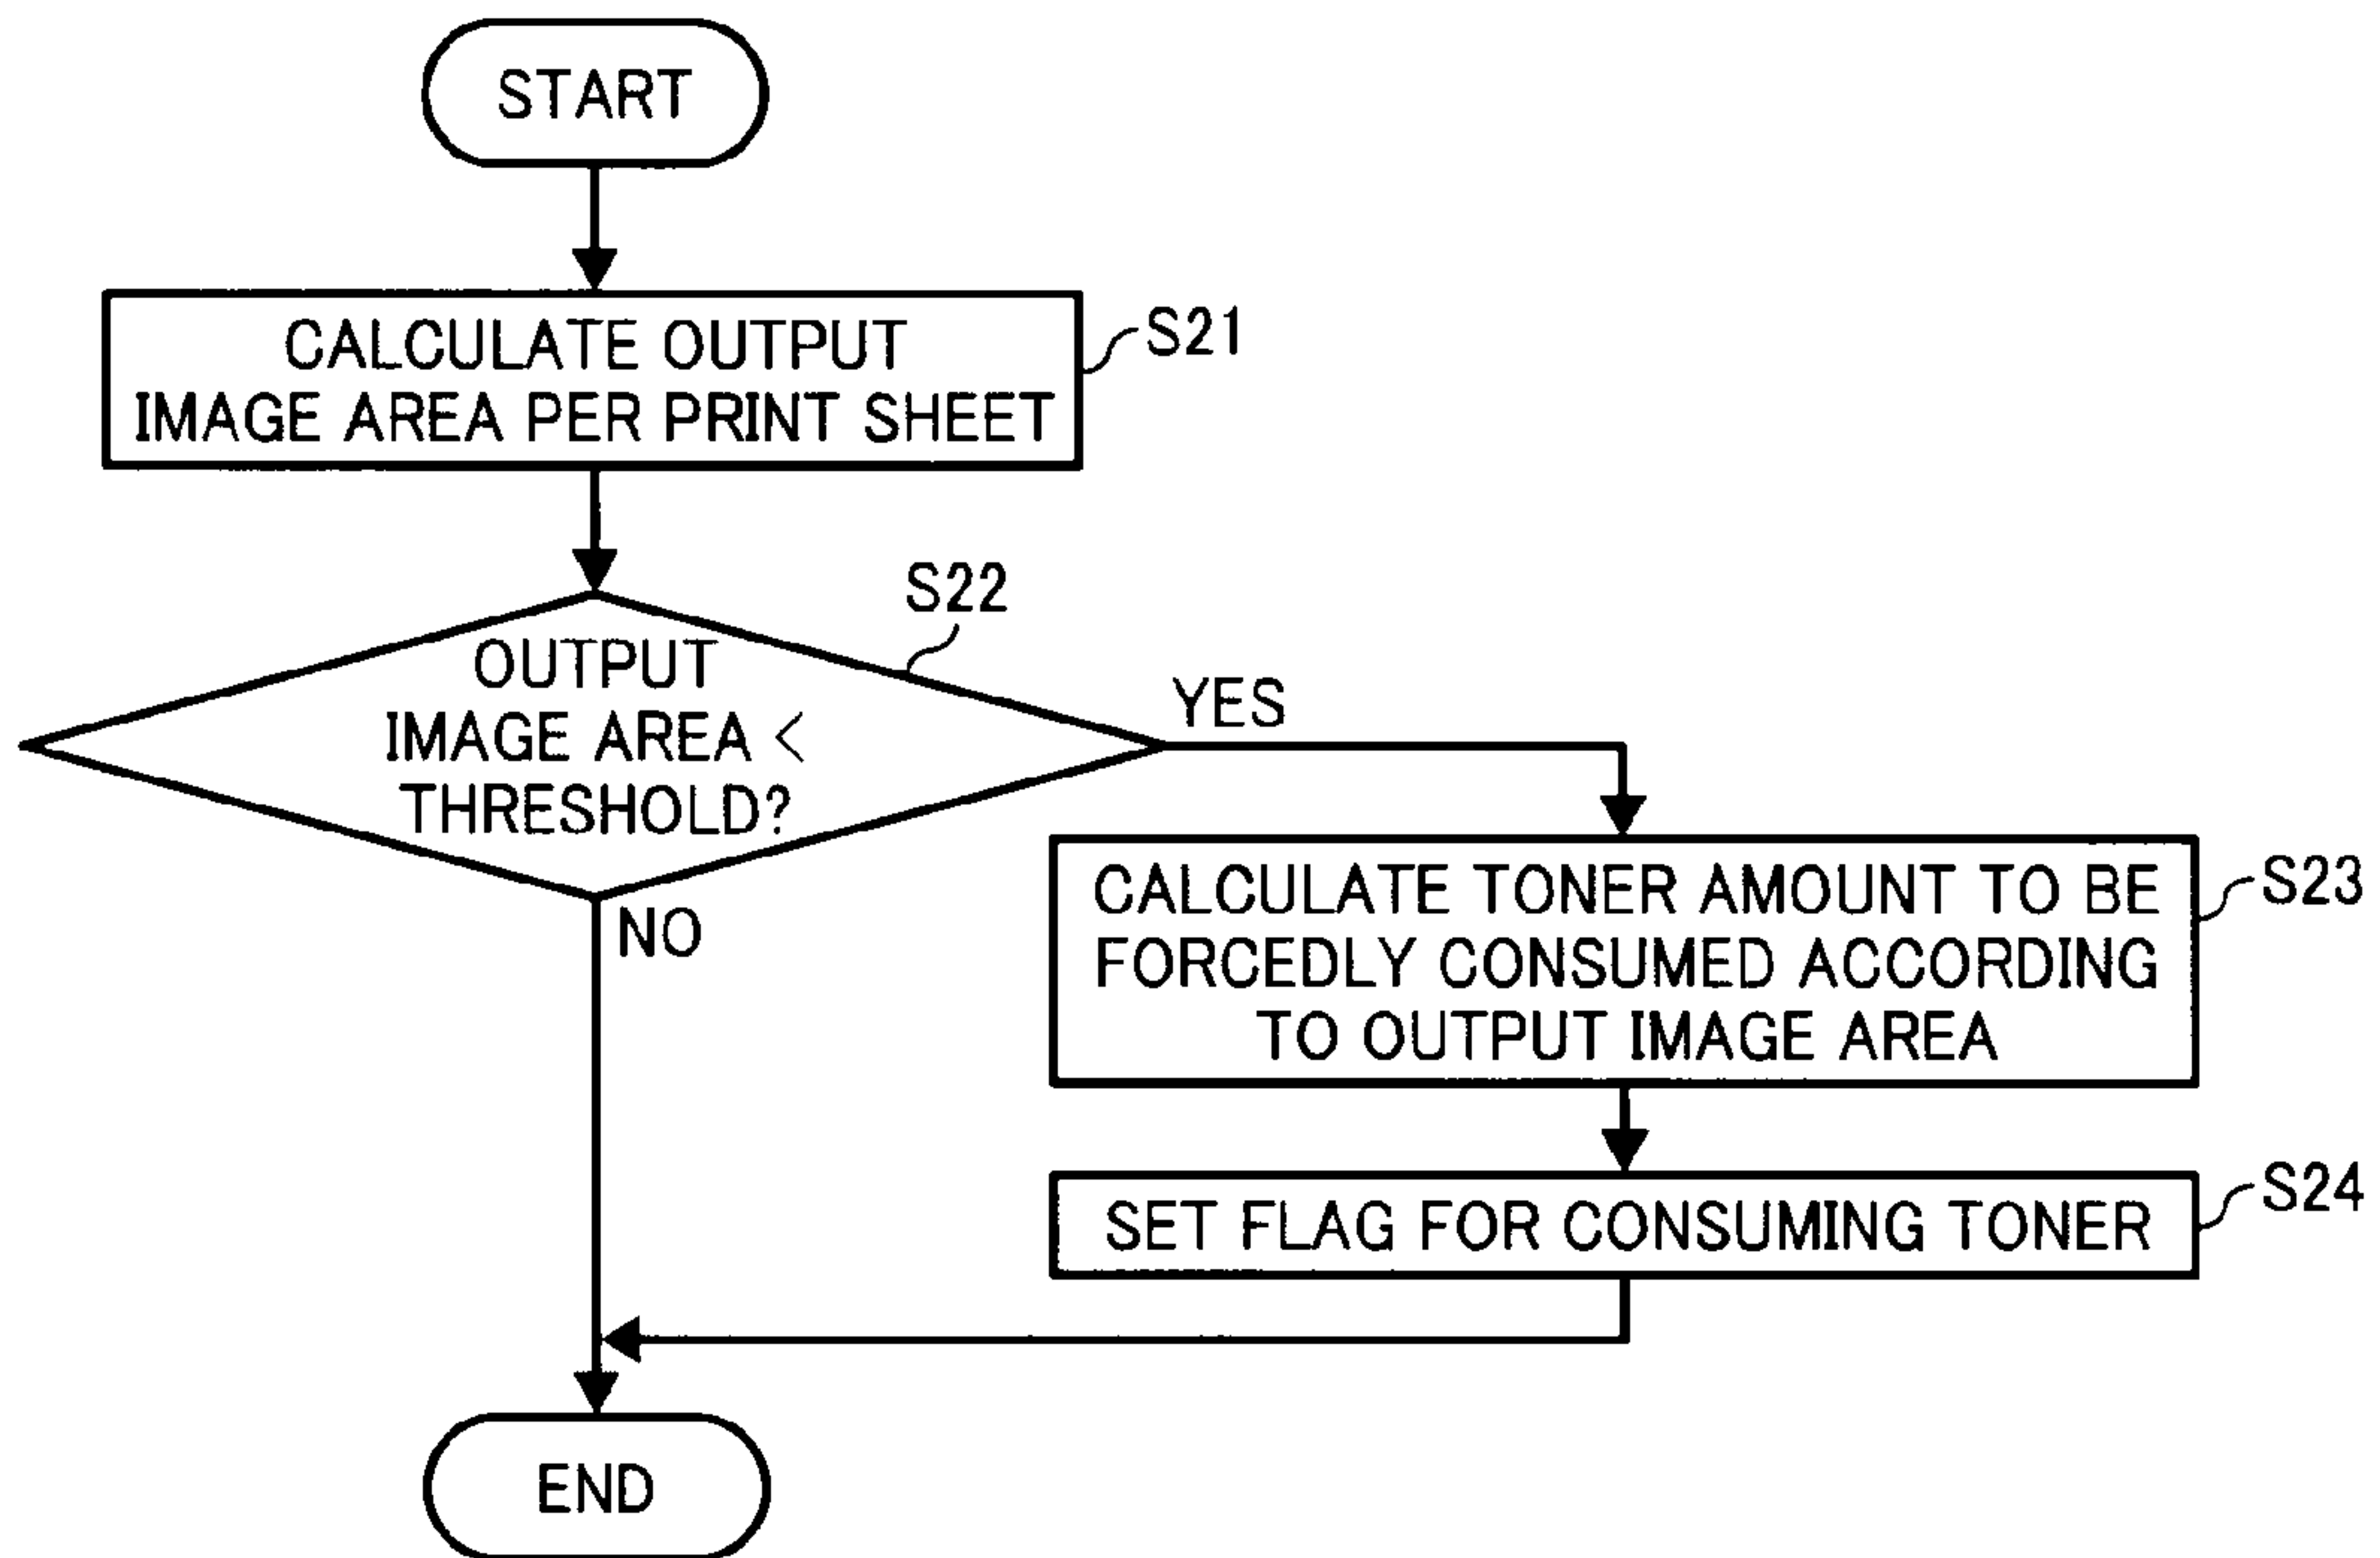 START
CALCULATE OUTPUT
IMAGE AREA PER PRINT SHEET
S21
S22
OUTPUT
IMAGE AREA <
THRESHOLD?
YES
NO
CALCULATE TONER AMOUNT TO BE
FORCEDLY CONSUMED ACCORDING
TO OUTPUT IMAGE AREA
S23
SET FLAG FOR CONSUMING TONER
S24
END